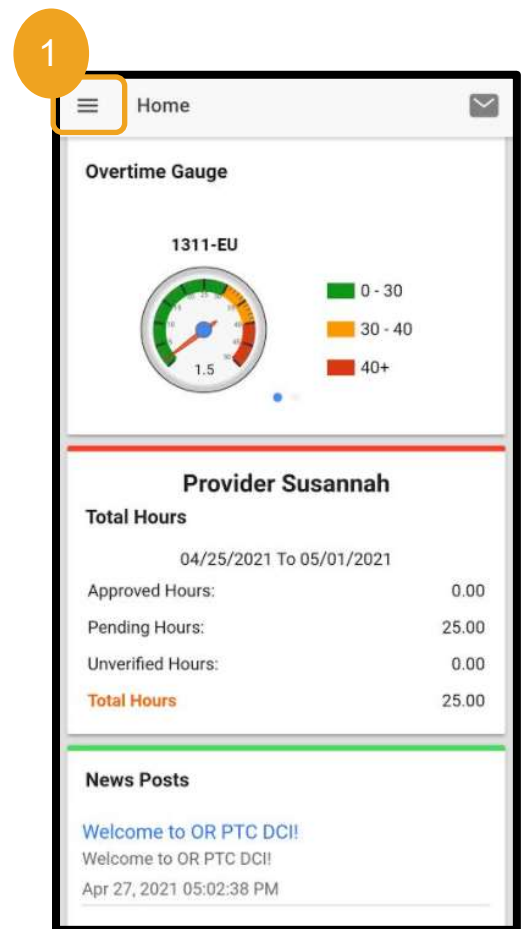 1
Home
Overtime Gauge
1311-EU
0 - 30
30 - 40
40+
1.5
Provider Susannah
Total Hours
04/25/2021 To 05/01/2021
Approved Hours: 0.00
Pending Hours: 25.00
Unverified Hours: 0.00
Total Hours 25.00
News Posts
Welcome to OR PTC DCI!
Welcome to OR PTC DCI!
Apr 27, 2021 05:02:38 PM